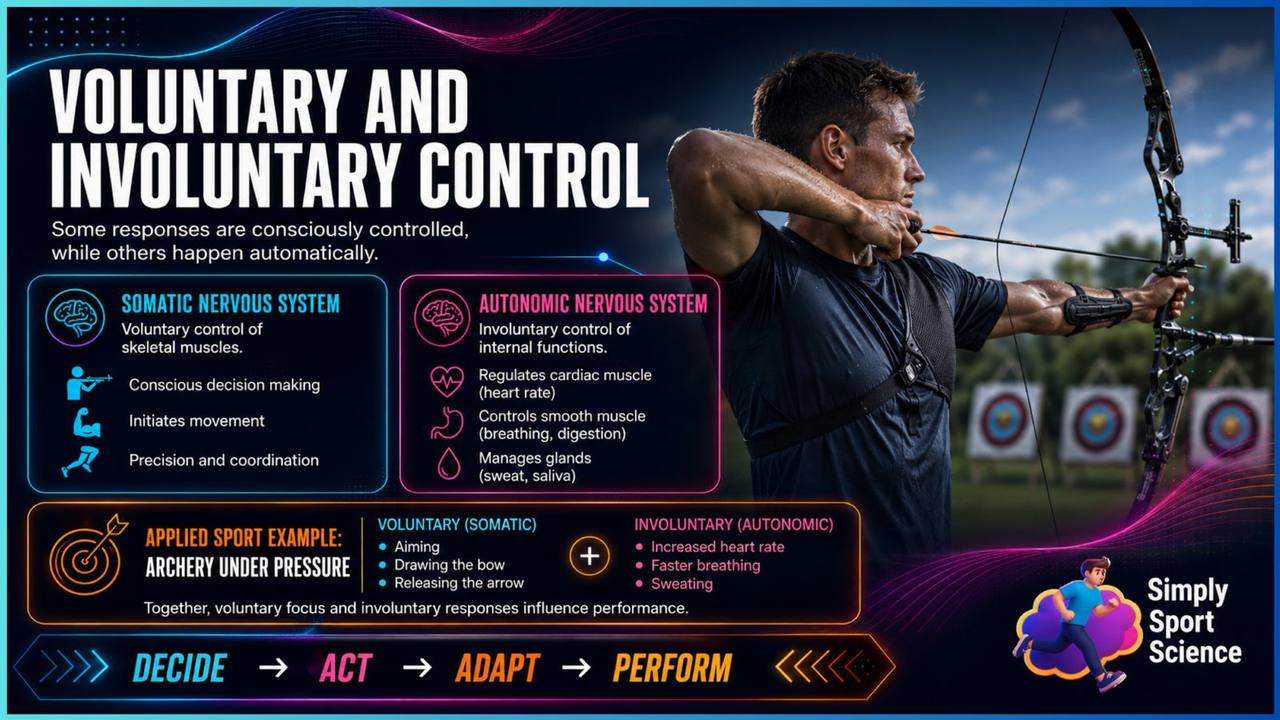 VOLUNTARY AND
INVOLUNTARY CONTROL
Some responses are consciously controlled,
while others happen automatically.
SOMATIC NERVOUS SYSTEM
Voluntary control of
skeletal muscles.
Conscious decision making
Initiates movement
Precision and coordination
AUTONOMIC NERVOUS SYSTEM
Involuntary control of
internal functions.
Regulates cardiac muscle
(heart rate)
Controls smooth muscle
(breathing, digestion)
Manages glands
(sweat, saliva)
APPLIED SPORT EXAMPLE:
ARCHERY UNDER PRESSURE
VOLUNTARY (SOMATIC)
• Aiming
• Drawing the bow
• Releasing the arrow
+
INVOLUNTARY (AUTONOMIC)
• Increased heart rate
• Faster breathing
• Sweating
Together, voluntary focus and involuntary responses influence performance.
DECIDE → ACT → ADAPT → PERFORM
Simply
Sport
Science